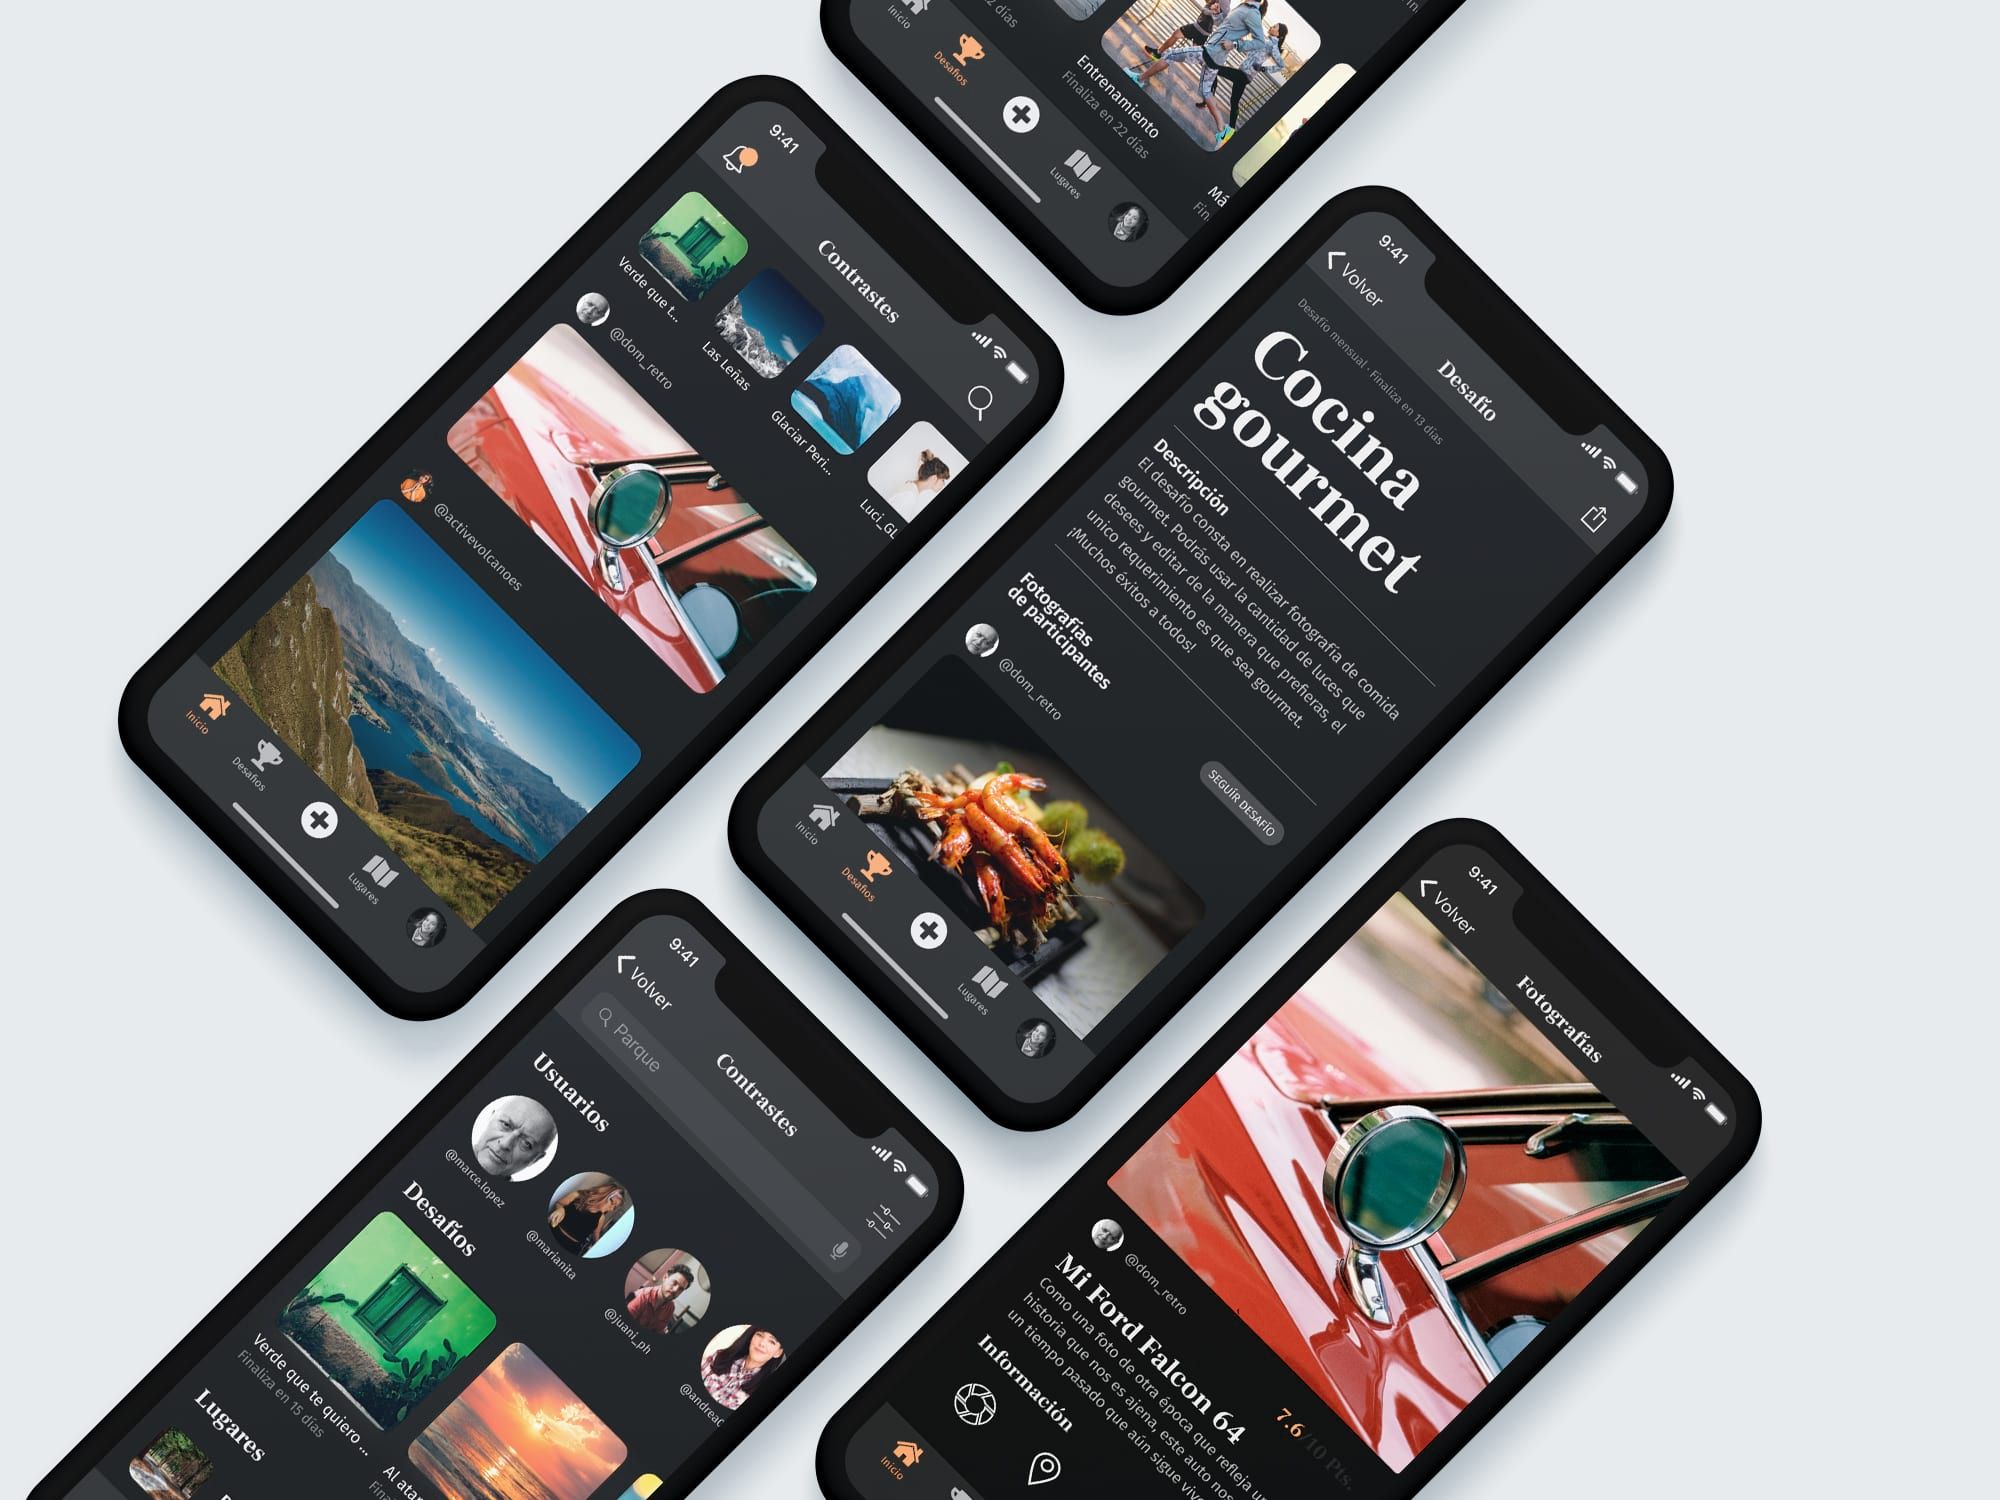 Inicio
2 días
Desafíos
Entrenamiento
Finaliza en 22 días
Lugares
Má
Fin
Fin
9:41
Contrastes
Verde que t...
Las Leñas
Glaciar Peri...
Luci_GL
@dom_retro
@activevolcanoes
Inicio
Desafíos
Lugares
9:41
Volver
Desafío
Desafío mensual · Finaliza en 13 días
Cocina
gourmet
Descripción
El desafío consta en realizar fotografía de comida
gourmet. Podrás usar la cantidad de luces que
desees y editar de la manera que prefieras, el
unico requerimiento es que sea gourmet.
¡Muchos éxitos a todos!
Fotografías
de participantes
SEGUÍR DESAFÍO
@dom_retro
Inicio
Desafíos
Lugares
9:41
Volver
Contrastes
Parque
Usuarios
@marce.lopez
@marianita
@juani_ph
@andreac
Desafíos
Verde que te quiero ...
Finaliza en 15 días
Al atar
Fina
Lugares
9:41
Volver
Fotografías
@dom_retro
Mi Ford Falcon 64
7.6/10 Pts.
Como una foto de otra época que refleja u
historia que nos es ajena, este auto nos
un tiempo pasado que aún sigue vivo
Información
Inicio